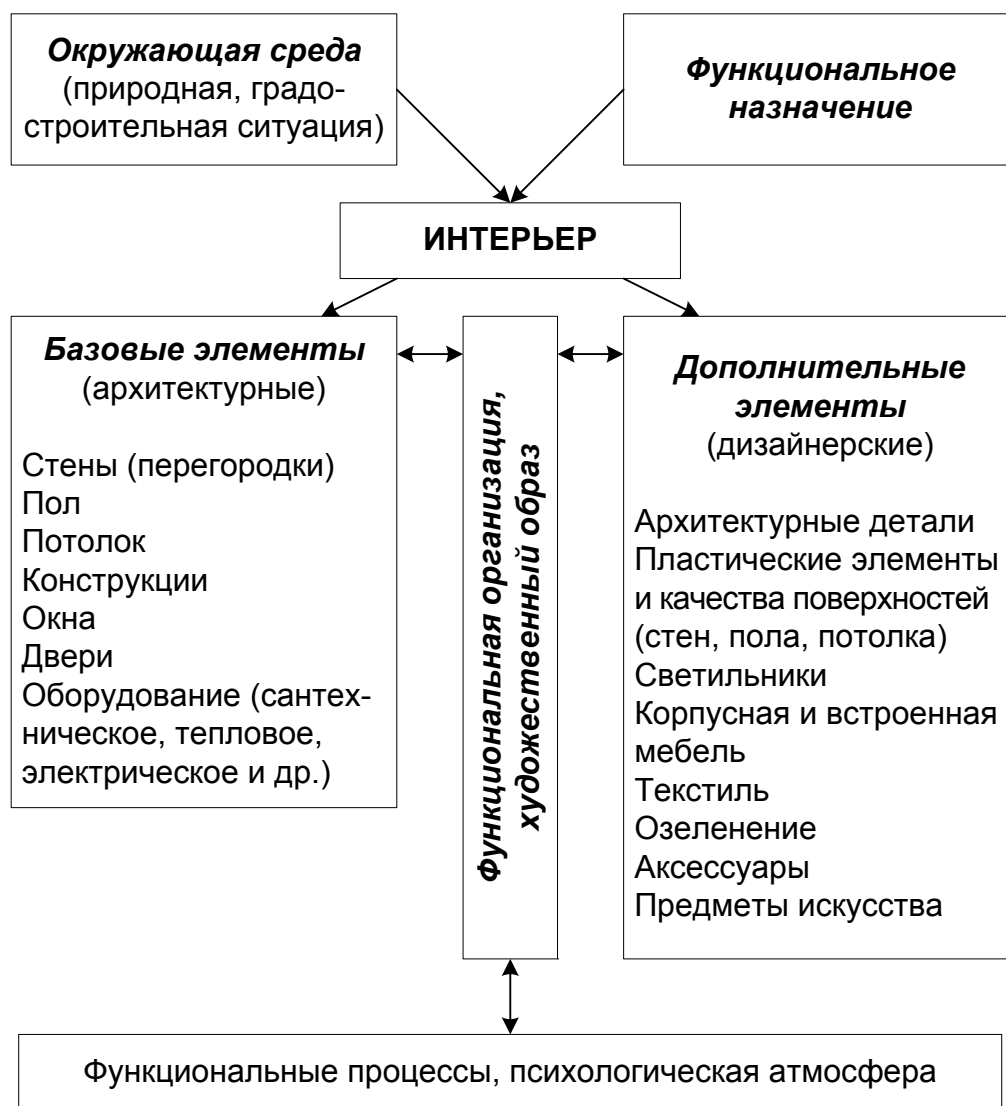 Окружающая среда
(природная, градо-
строительная ситуация)
Функциональное
назначение
ИНТЕРЬЕР
Базовые элементы
(архитектурные)
Стены (перегородки)
Пол
Потолок
Конструкции
Окна
Двери
Оборудование (сантех-
ническое, тепловое,
электрическое и др.)
Функциональная организация,
художественный образ
Дополнительные
элементы
(дизайнерские)
Архитектурные детали
Пластические элементы
и качества поверхностей
(стен, пола, потолка)
Светильники
Корпусная и встроенная
мебель
Текстиль
Озеленение
Аксессуары
Предметы искусства
Функциональные процессы, психологическая атмосфера